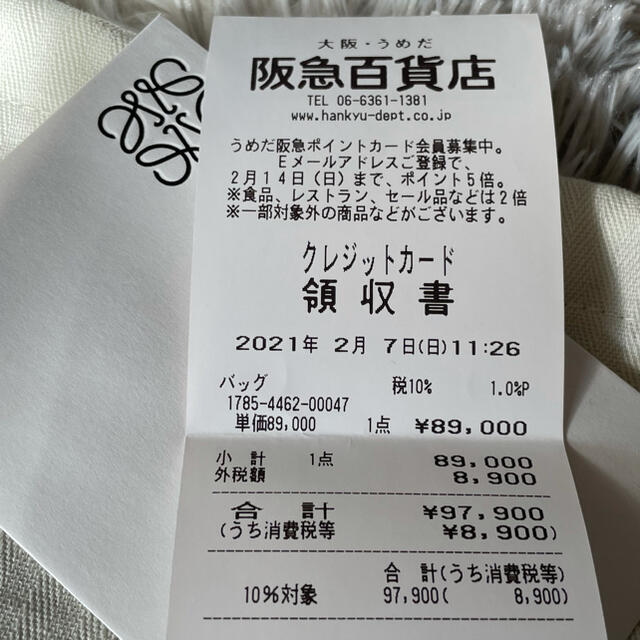 大阪・うめだ
阪急百貨店
TEL 06-6361-1381
www.hankyu-dept.co.jp
うめだ阪急ポイントカード会員募集中。
Eメールアドレスご登録で、
2月14日(日)まで、ポイント5倍。
※食品、レストラン、セール品などは2倍
※一部対象外の商品などがございます。
クレジットカード
領収書
2021年 2月 7日(日)11:26
バッグ 税10% 1.0%P
1785-4462-00047
単価89,000 1点 ¥89,000
小計 1点 89,000
外税額 8,900
合計 ¥97,900
(うち消費税等 ¥8,900)
合計(うち消費税等)
10%対象 97,900( 8,900)